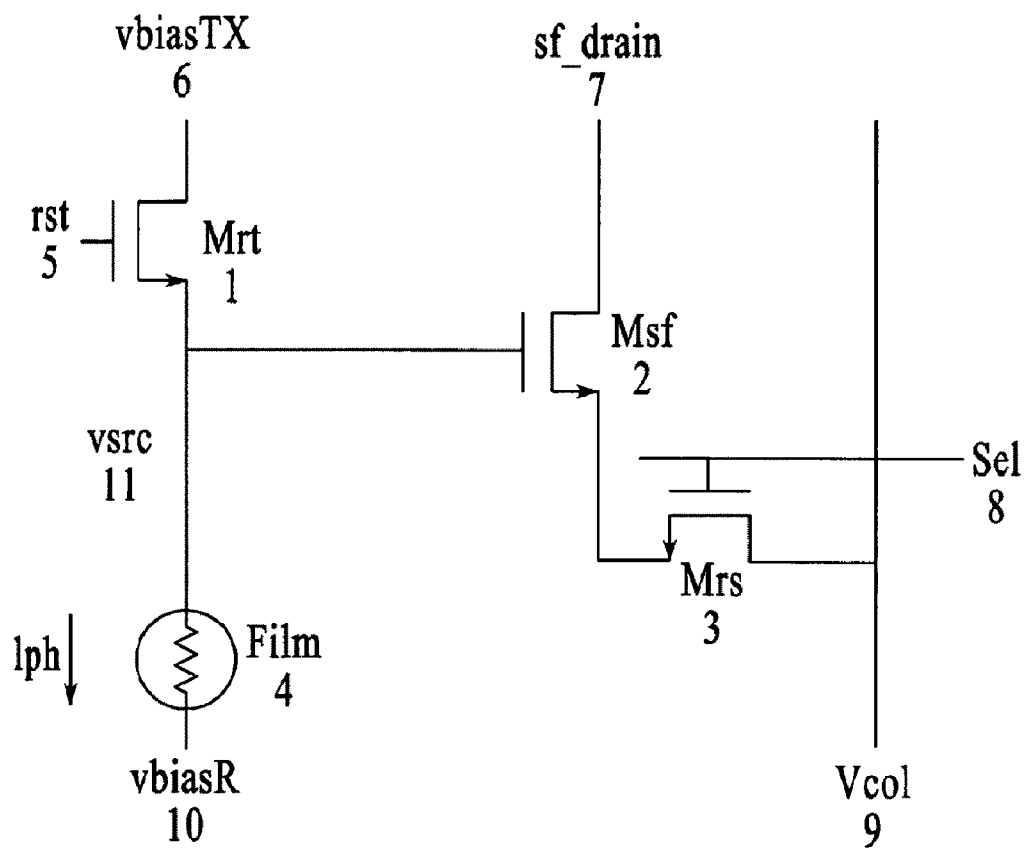 vbiasTX
6
sf_drain
7
rst
5
Mrt
1
Msf
2
vsrc
11
Sel
8
Mrs
3
lph
Film
4
vbiasR
10
Vcol
9